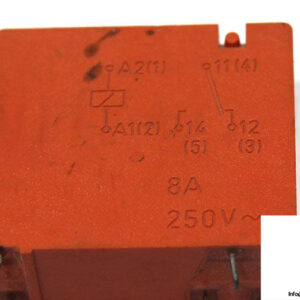 A2(1) 11(4)
A1(2) 14 12
(5) (3)
8A
250V~